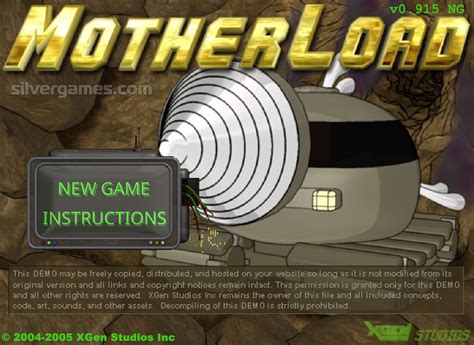 v0.915 NG
MOTHERLOAD
silvergames.com
NEW GAME
INSTRUCTIONS
This DEMO may be freely copied, distributed, and hosted on your website so long as it is not modified from its
original version and all links and copyright notices remain intact. This permission is granted only for this DEMO
and all other rights are reserved. XGen Studios Inc remains the owner of this file and all included concepts,
code, art, sounds, and other assets. Decompiling of this DEMO is strictly prohibited.
© 2004-2005 XGen Studios Inc
XGEN STUDIOS